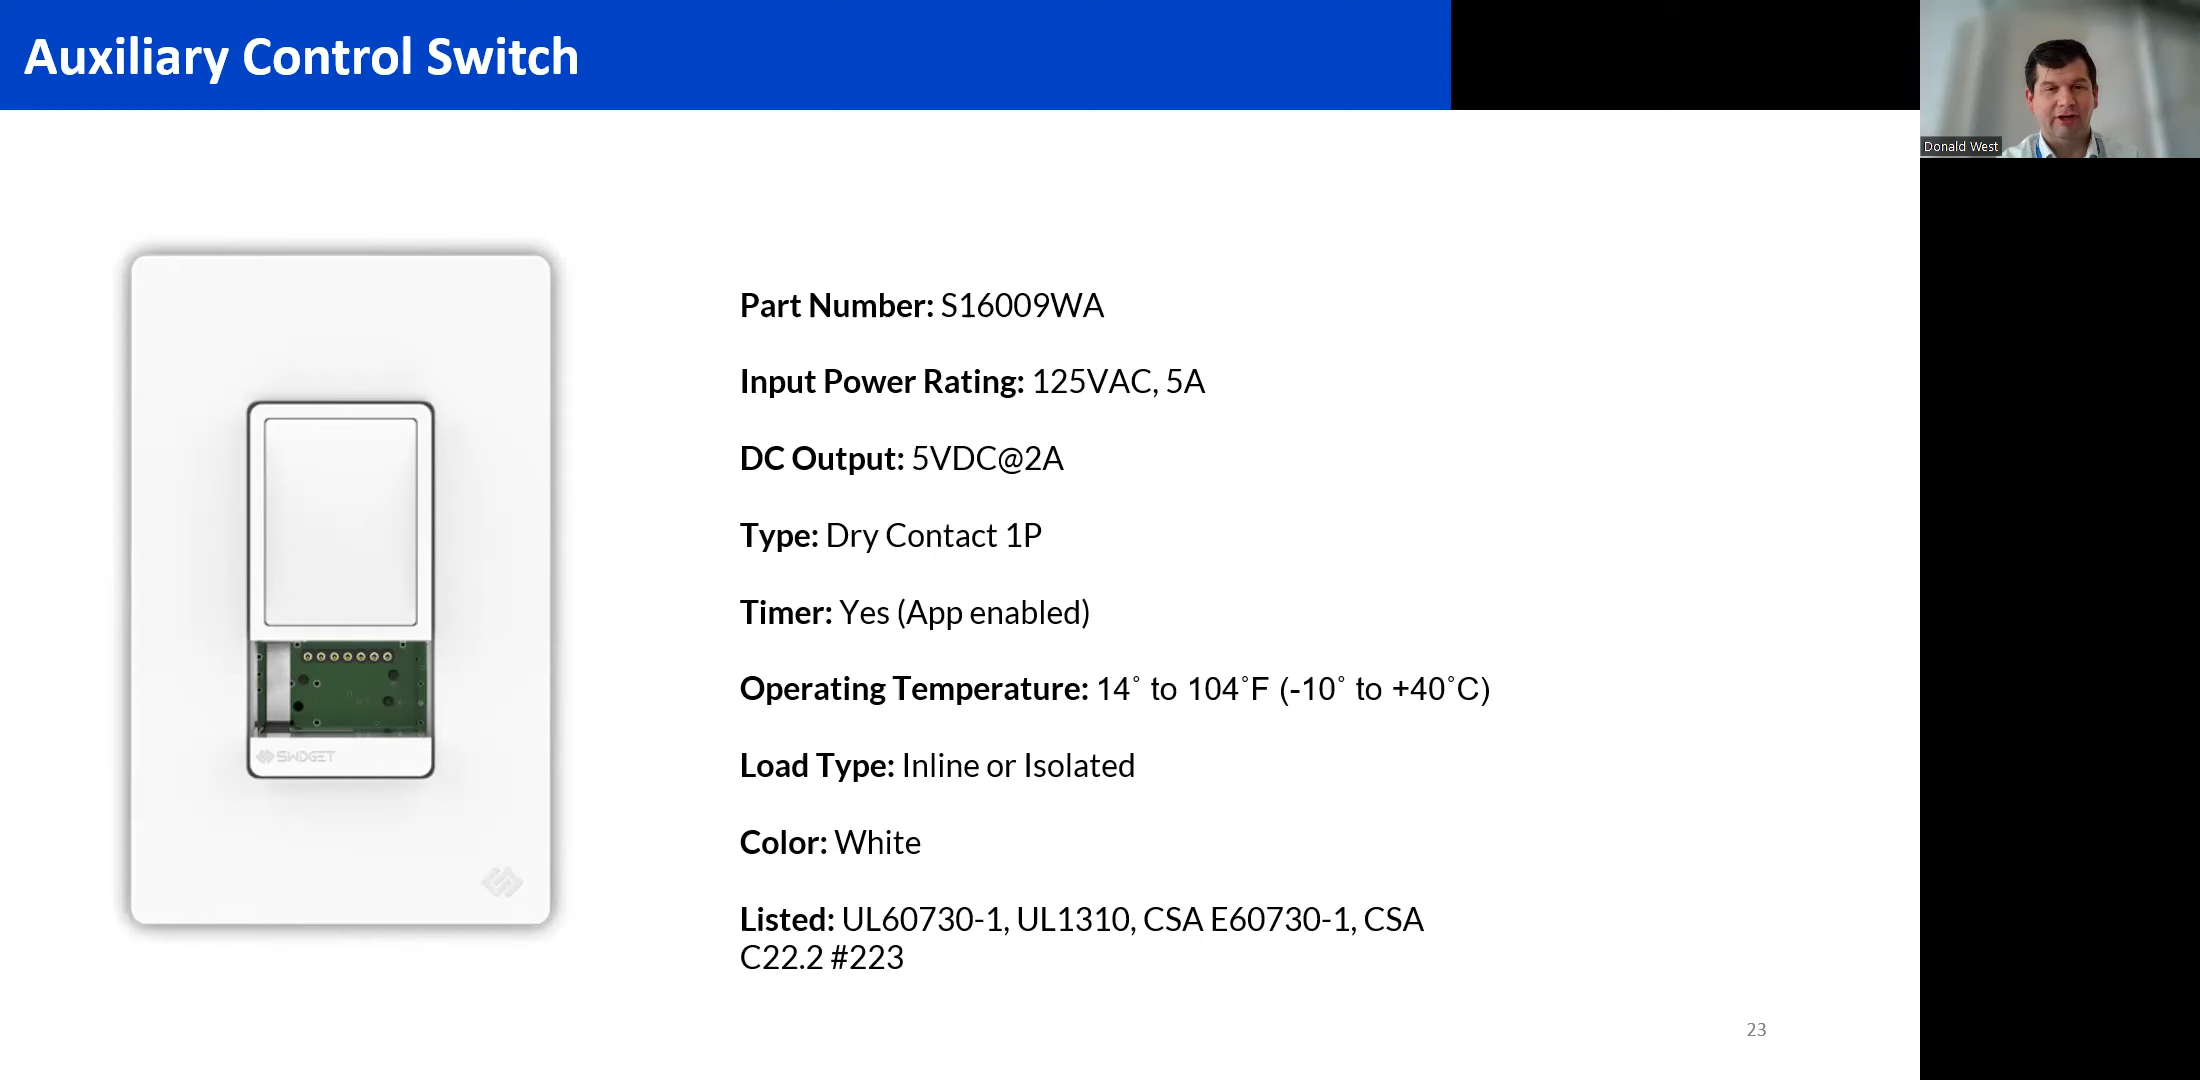 Auxiliary Control Switch
Donald West
Part Number: S16009WA
Input Power Rating: 125VAC, 5A
DC Output: 5VDC@2A
Type: Dry Contact 1P
Timer: Yes (App enabled)
Operating Temperature: 14˚ to 104˚F (-10˚ to +40˚C)
Load Type: Inline or Isolated
Color: White
Listed: UL60730-1, UL1310, CSA E60730-1, CSA
C22.2 #223
SWDGET
23